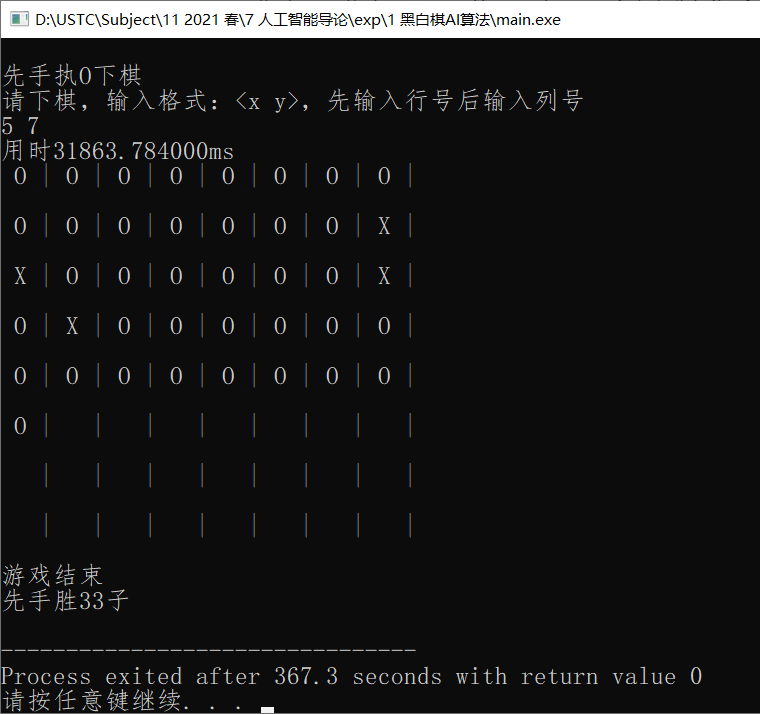 D:\USTC\Subject\11 2021 春\7 人工智能导论\exp\1 黑白棋AI算法\main.exe
先手执O下棋
请下棋，输入格式：<x y>，先输入行号后输入列号
5 7
用时31863.784000ms
O | O | O | O | O | O | O | O |
O | O | O | O | O | O | O | X |
X | O | O | O | O | O | O | X |
O | X | O | O | O | O | O | O |
O | O | O | O | O | O | O | O |
O |   |   |   |   |   |   |   |
  |   |   |   |   |   |   |   |
  |   |   |   |   |   |   |   |
游戏结束
先手胜33子
--------------------------------
Process exited after 367.3 seconds with return value 0
请按任意键继续. . .